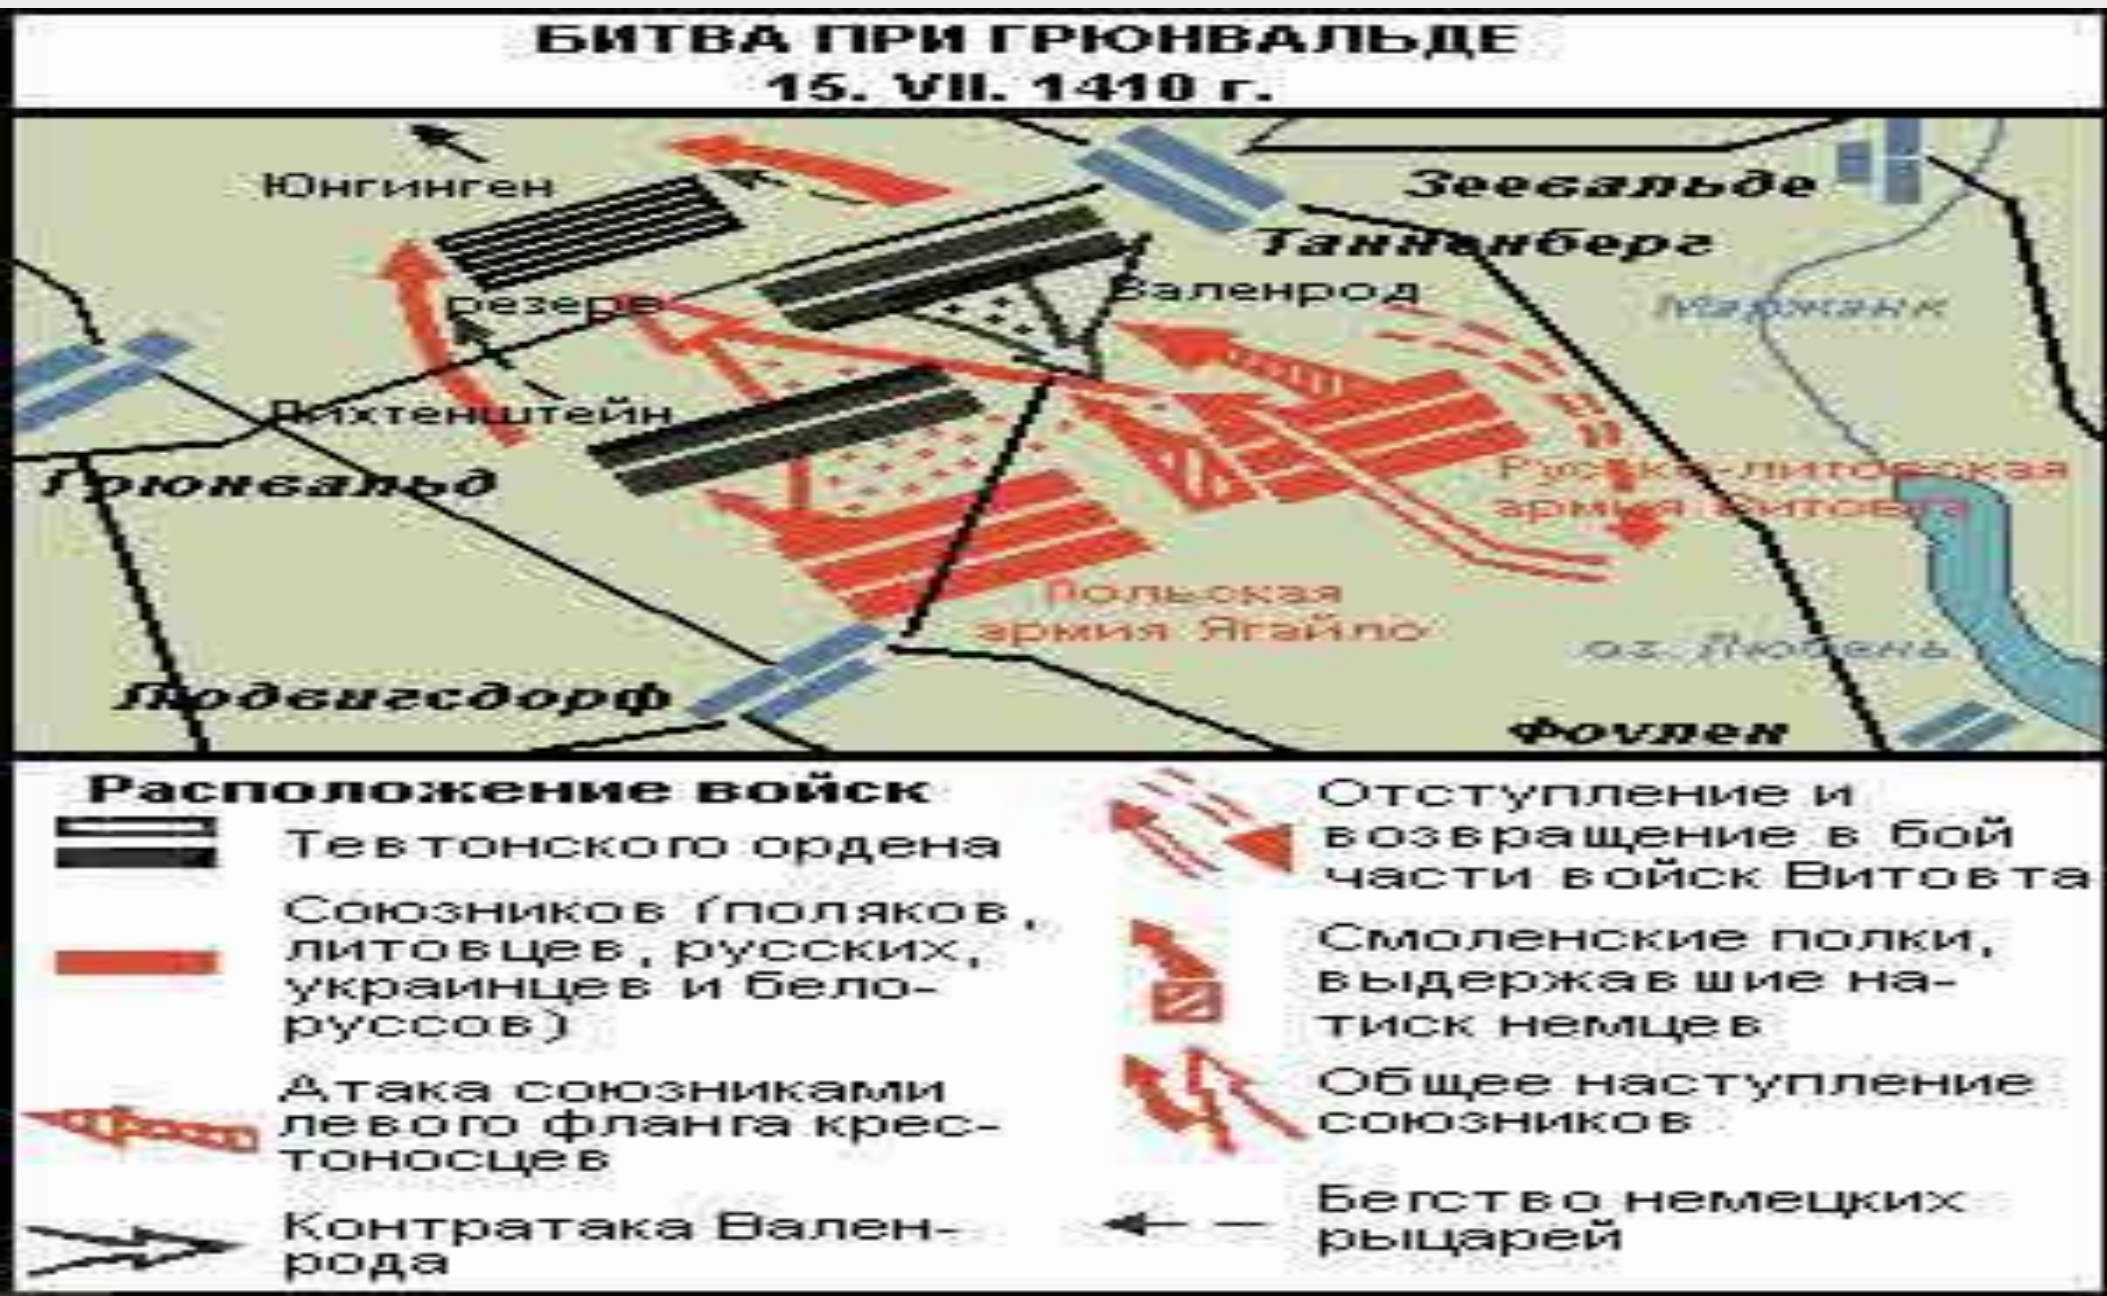 БИТВА ПРИ ГРЮНВАЛЬДЕ
15. VII. 1410 г.
Юнгинген
Зеевальде
Танненберг
резерв
Валенрод
Маржанк
Лихтенштейн
Грюнвальд
Русско-литовская
армия Витовта
Польская
армия Ягайло
оз. Любень
Людвигсдорф
Фоулен
Расположение войск
Тевтонского ордена
Союзников (поляков,
литовцев, русских,
украинцев и бело-
руссов)
Атака союзниками
левого фланга крес-
тоносцев
Контратака Вален-
рода
Отступление и
возвращение в бой
части войск Витовта
Смоленские полки,
выдержавшие на-
тиск немцев
Общее наступление
союзников
Бегство немецких
рыцарей